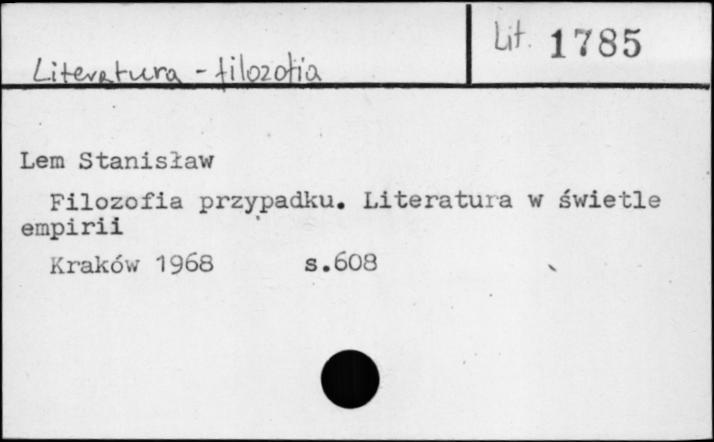 Lit. 1785
Literatura - filozofia
Lem Stanisław
Filozofia przypadku. Literatura w świetle
empirii
Kraków 1968 s.608